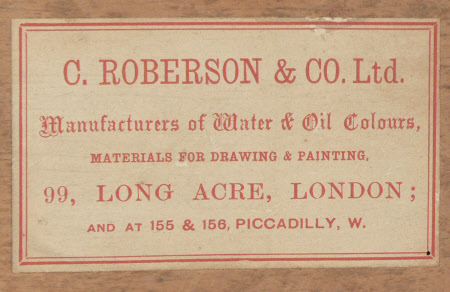 C. ROBERSON & CO. Ltd.
Manufacturers of Water & Oil Colours,
MATERIALS FOR DRAWING & PAINTING,
99, LONG ACRE, LONDON;
AND AT 155 & 156, PICCADILLY, W.